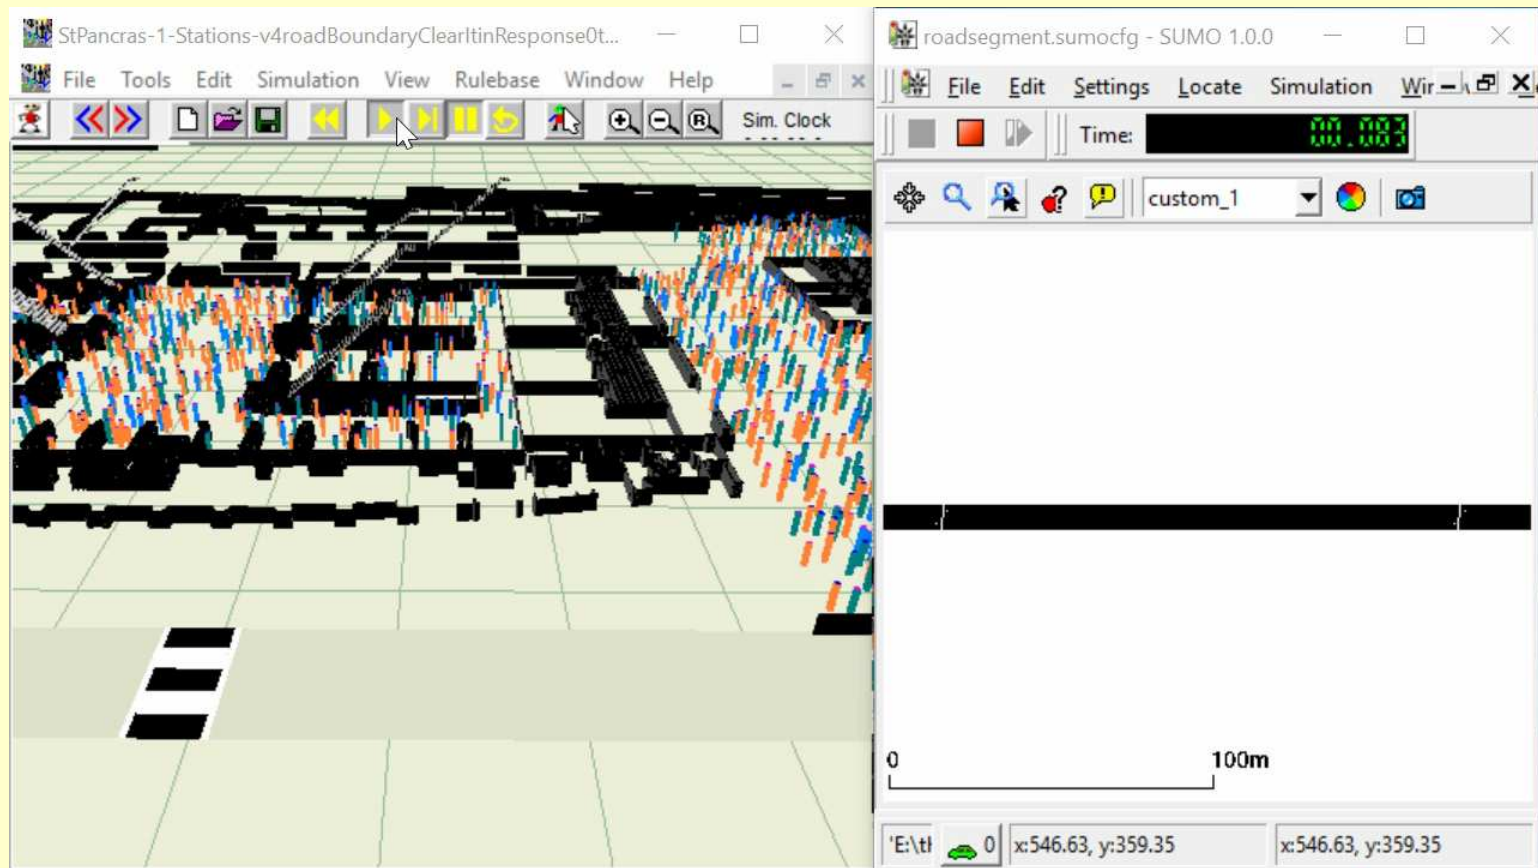 StPancras-1-Stations-v4roadBoundaryClearItinResponse0t...
File Tools Edit Simulation View Rulebase Window Help
Sim. Clock
roadsegment.sumocfg - SUMO 1.0.0
File Edit Settings Locate Simulation
Time: 00.083
custom_1
0 100m
0 x:546.63, y:359.35 x:546.63, y:359.35